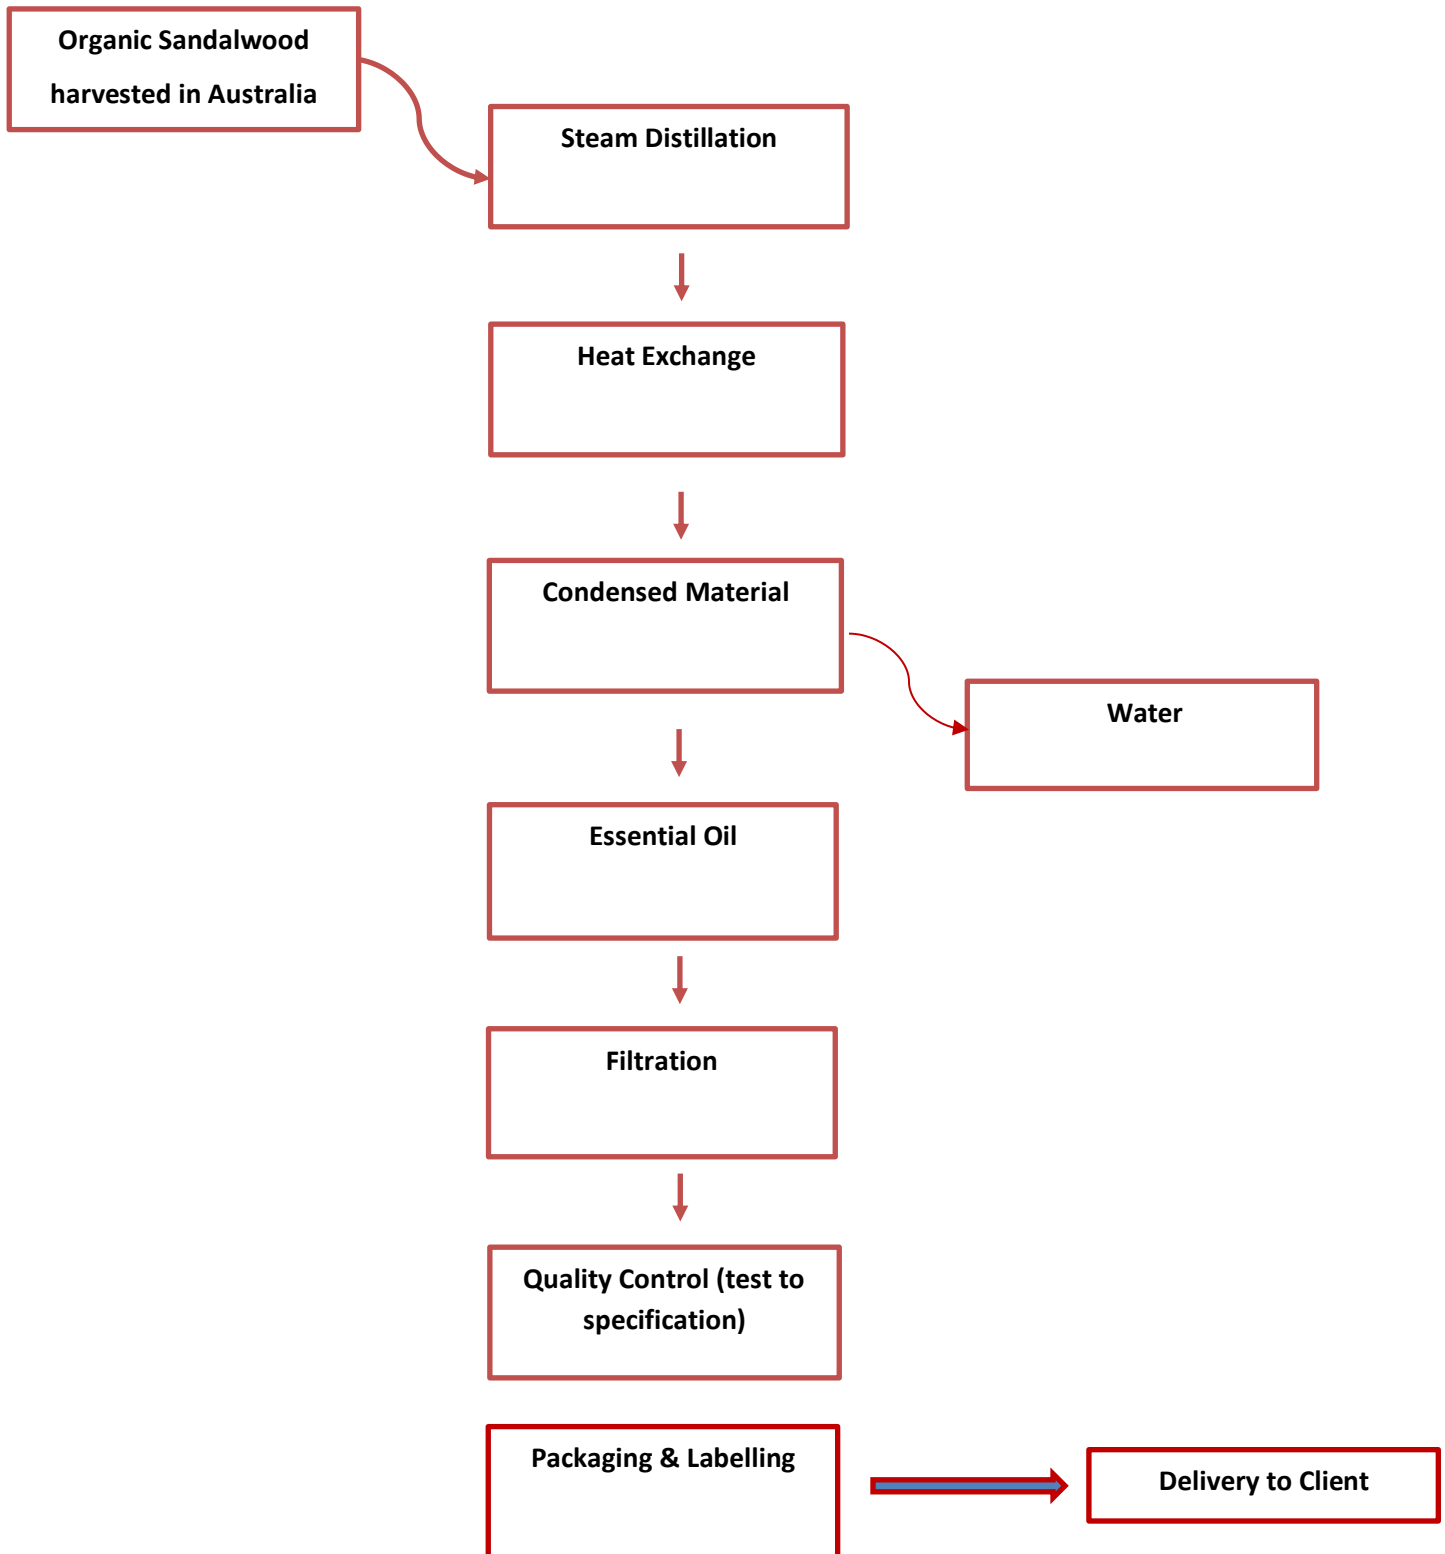 Organic Sandalwood
harvested in Australia
Steam Distillation
Heat Exchange
Condensed Material
Water
Essential Oil
Filtration
Quality Control (test to
specification)
Packaging & Labelling
Delivery to Client